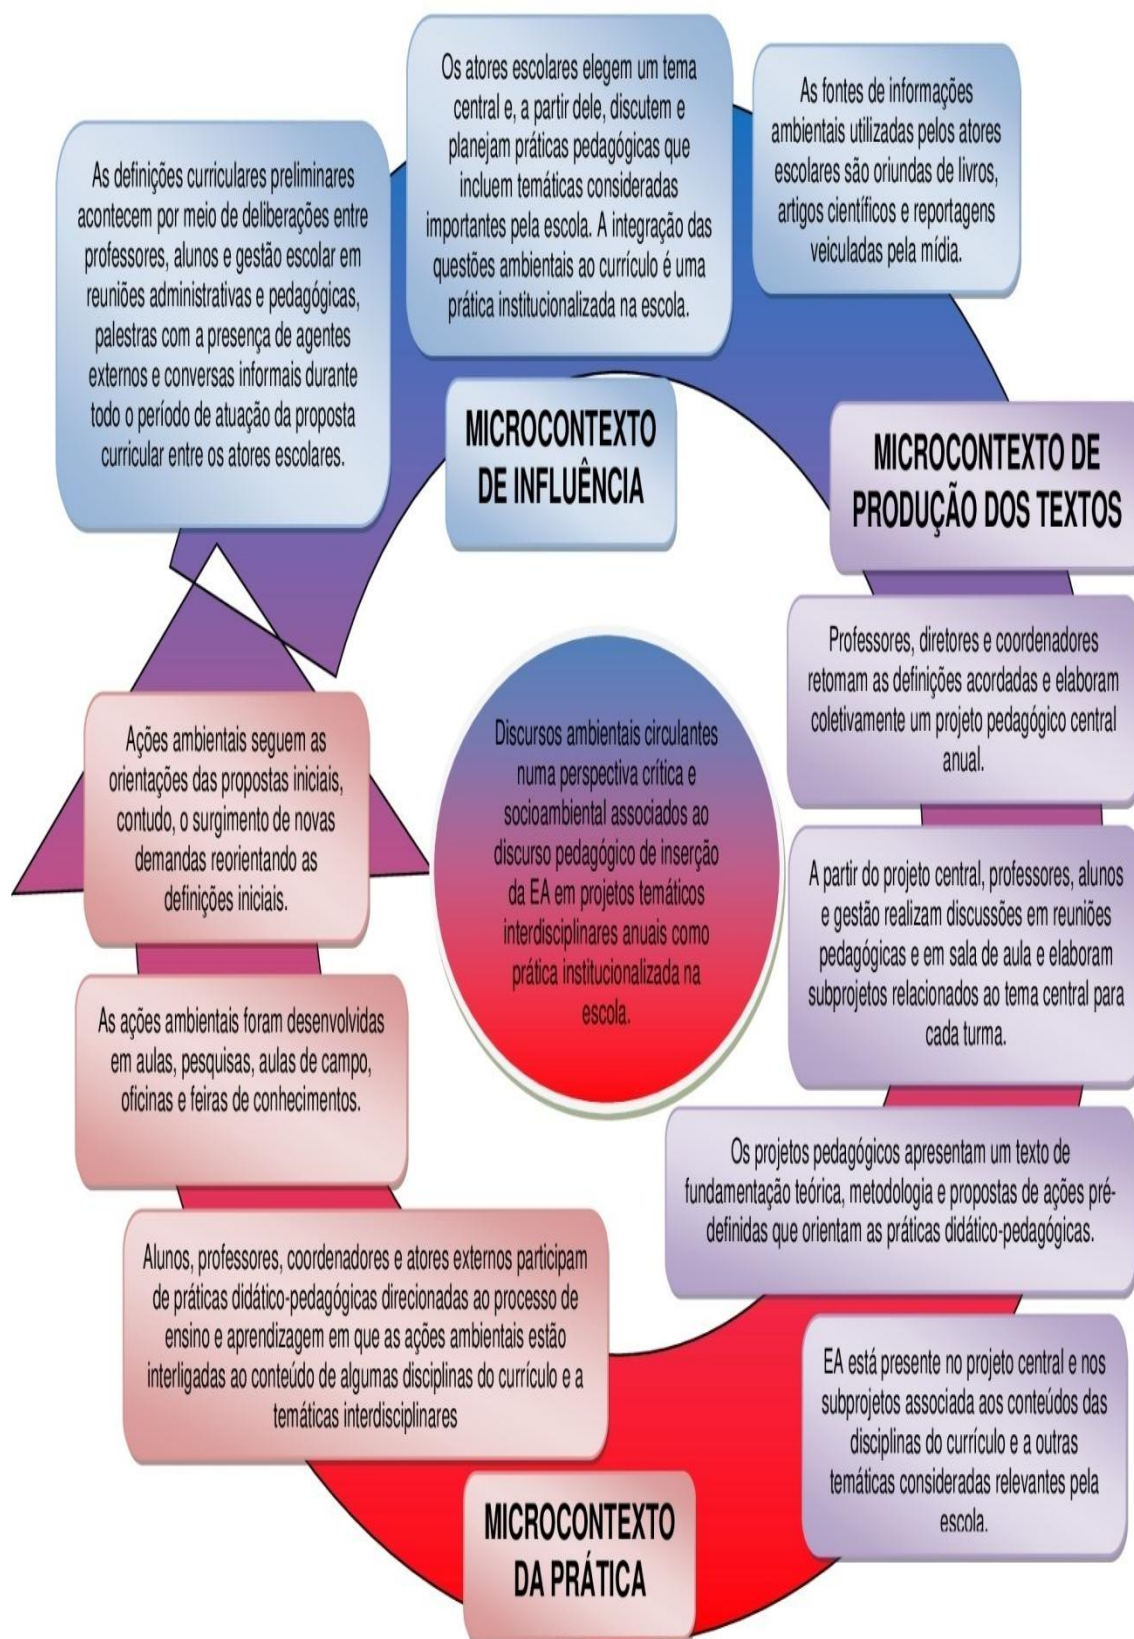 As definições curriculares preliminares
acontecem por meio de deliberações entre
professores, alunos e gestão escolar em
reuniões administrativas e pedagógicas,
palestras com a presença de agentes
externos e conversas informais durante
todo o período de atuação da proposta
curricular entre os atores escolares.
Os atores escolares elegem um tema
central e, a partir dele, discutem e
planejam práticas pedagógicas que
incluem temáticas consideradas
importantes pela escola. A integração das
questões ambientais ao currículo é uma
prática institucionalizada na escola.
As fontes de informações
ambientais utilizadas pelos atores
escolares são oriundas de livros,
artigos científicos e reportagens
veiculadas pela mídia.
MICROCONTEXTO
DE INFLUÊNCIA
MICROCONTEXTO DE
PRODUÇÃO DOS TEXTOS
Professores, diretores e coordenadores
retomam as definições acordadas e elaboram
coletivamente um projeto pedagógico central
anual.
A partir do projeto central, professores, alunos
e gestão realizam discussões em reuniões
pedagógicas e em sala de aula e elaboram
subprojetos relacionados ao tema central para
cada turma.
Os projetos pedagógicos apresentam um texto de
fundamentação teórica, metodologia e propostas de ações pré-
definidas que orientam as práticas didático-pedagógicas.
EA está presente no projeto central e nos
subprojetos associada aos conteúdos das
disciplinas do currículo e a outras
temáticas consideradas relevantes pela
escola.
Discursos ambientais circulantes
numa perspectiva crítica e
socioambiental associados ao
discurso pedagógico de inserção
da EA em projetos temáticos
interdisciplinares anuais como
prática institucionalizada na
escola.
Ações ambientais seguem as
orientações das propostas iniciais,
contudo, o surgimento de novas
demandas reorientando as
definições iniciais.
As ações ambientais foram desenvolvidas
em aulas, pesquisas, aulas de campo,
oficinas e feiras de conhecimentos.
Alunos, professores, coordenadores e atores externos participam
de práticas didático-pedagógicas direcionadas ao processo de
ensino e aprendizagem em que as ações ambientais estão
interligadas ao conteúdo de algumas disciplinas do currículo e a
temáticas interdisciplinares
MICROCONTEXTO
DA PRÁTICA